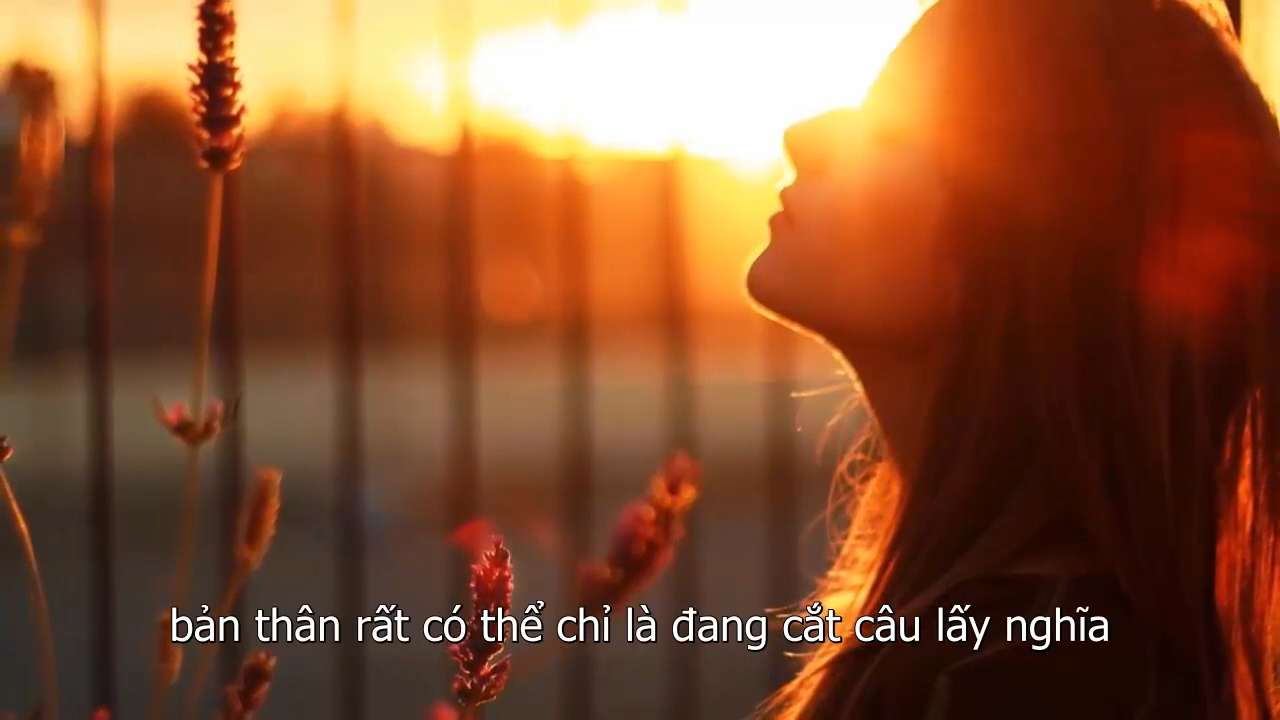 bản thân rất có thể chỉ là đang cắt câu lấy nghĩa